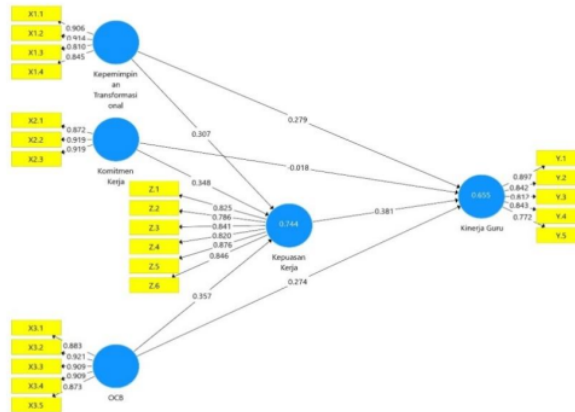 X1.1
X1.2
X1.3
X1.4
0.906
0.914
0.810
0.845
Kepemimpin
an
Transformasi
onal
X2.1
X2.2
X2.3
0.872
0.919
0.919
Komitmen
Kerja
X3.1
X3.2
X3.3
X3.4
X3.5
0.883
0.921
0.909
0.909
0.873
OCB
0.307
0.348
0.357
0.279
-0.018
0.381
0.274
Z.1
Z.2
Z.3
Z.4
Z.5
Z.6
0.825
0.786
0.841
0.820
0.876
0.846
0.744
Kepuasan
Kerja
0.655
Kinerja Guru
0.897
0.842
0.812
0.843
0.772
Y.1
Y.2
Y.3
Y.4
Y.5